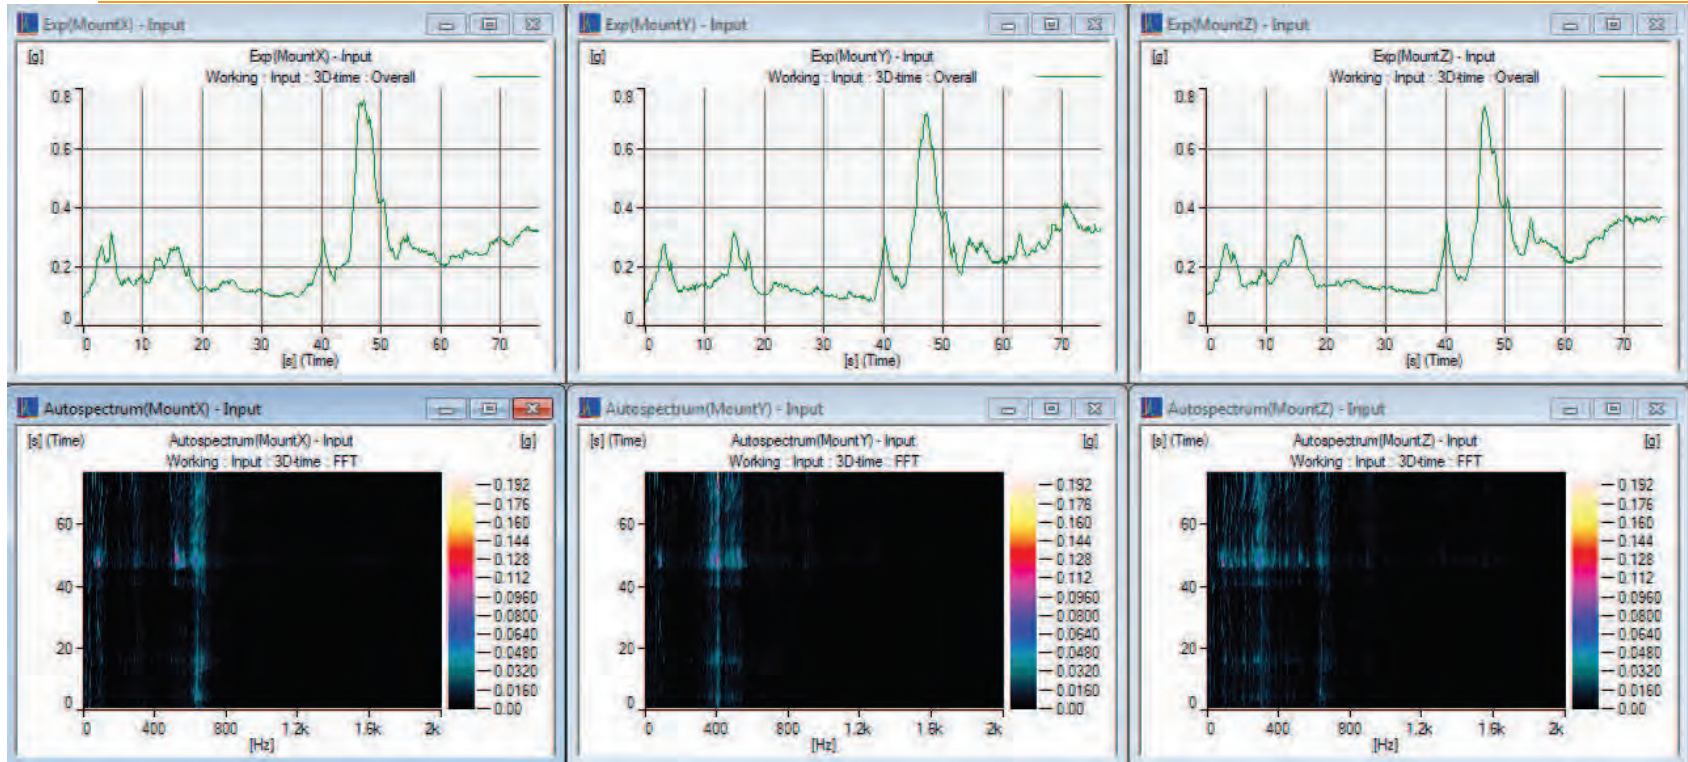 Exp(MountX) - Input
[g]
Exp(MountX) - Input
Working : Input : 3D-time : Overall
0.8
0.6
0.4
0.2
0
0 10 20 30 40 50 60 70
[s] (Time)
Exp(MountY) - Input
[g]
Exp(MountY) - Input
Working : Input : 3D-time : Overall
0.8
0.6
0.4
0.2
0
0 10 20 30 40 50 60 70
[s] (Time)
Exp(MountZ) - Input
[g]
Exp(MountZ) - Input
Working : Input : 3D-time : Overall
0.8
0.6
0.4
0.2
0
0 10 20 30 40 50 60 70
[s] (Time)
Autospectrum(MountX) - Input
[s] (Time) Autospectrum(MountX) - Input [g]
Working : Input : 3D-time : FFT
60
40
20
0
0 400 800 1.2k 1.6k 2k
[Hz]
0.192
0.176
0.160
0.144
0.128
0.112
0.0960
0.0800
0.0640
0.0480
0.0320
0.0160
0.00
Autospectrum(MountY) - Input
[s] (Time) Autospectrum(MountY) - Input [g]
Working : Input : 3D-time : FFT
60
40
20
0
0 400 800 1.2k 1.6k 2k
[Hz]
0.192
0.176
0.160
0.144
0.128
0.112
0.0960
0.0800
0.0640
0.0480
0.0320
0.0160
0.00
Autospectrum(MountZ) - Input
[s] (Time) Autospectrum(MountZ) - Input [g]
Working : Input : 3D-time : FFT
60
40
20
0
0 400 800 1.2k 1.6k 2k
[Hz]
0.192
0.176
0.160
0.144
0.128
0.112
0.0960
0.0800
0.0640
0.0480
0.0320
0.0160
0.00